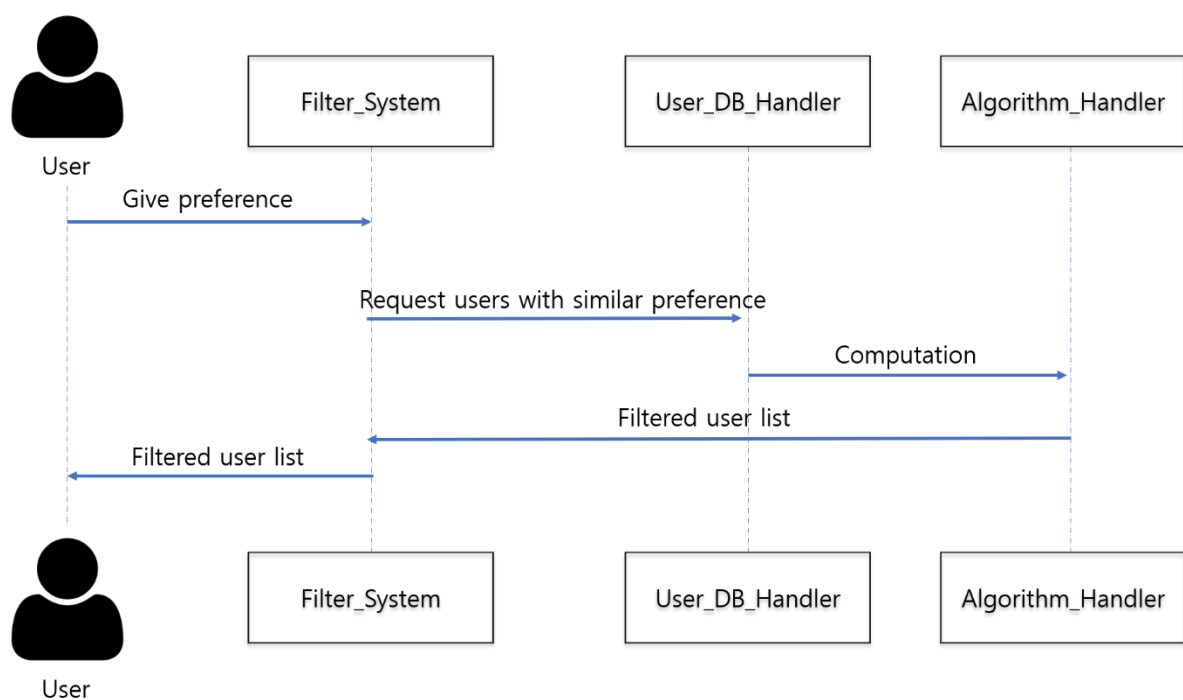 Filter_System
User_DB_Handler
Algorithm_Handler
User
Give preference
Request users with similar preference
Computation
Filtered user list
Filtered user list
Filter_System
User_DB_Handler
Algorithm_Handler
User